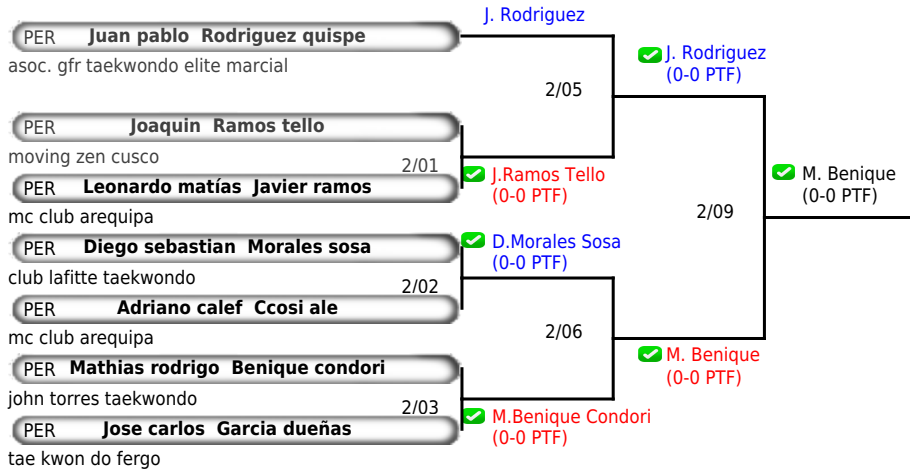 J. Rodriguez
PER Juan pablo Rodriguez quispe
asoc. gfr taekwondo elite marcial
J. Rodriguez
(0-0 PTF)
2/05
PER Joaquin Ramos tello
moving zen cusco
2/01
PER Leonardo matías Javier ramos
mc club arequipa
J.Ramos Tello
(0-0 PTF)
M. Benique
(0-0 PTF)
2/09
PER Diego sebastian Morales sosa
club lafitte taekwondo
2/02
D.Morales Sosa
(0-0 PTF)
PER Adriano calef Ccosi ale
mc club arequipa
2/06
M. Benique
(0-0 PTF)
PER Mathias rodrigo Benique condori
john torres taekwondo
2/03
M.Benique Condori
(0-0 PTF)
PER Jose carlos Garcia dueñas
tae kwon do fergo